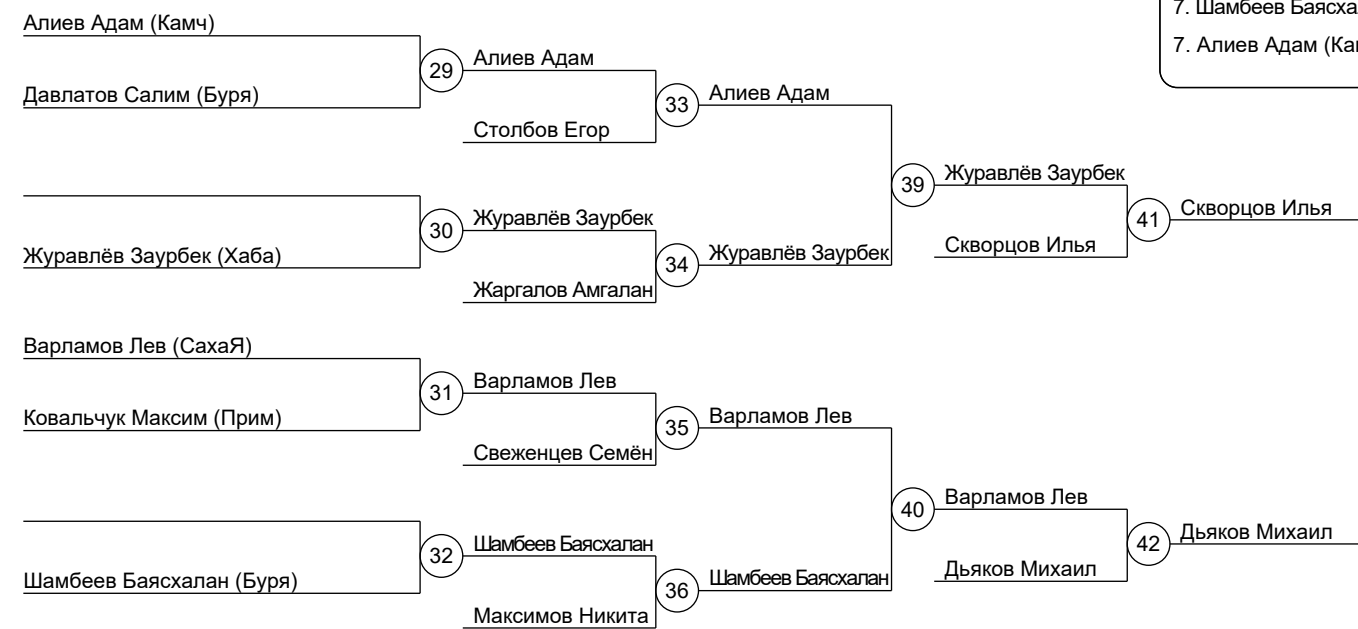 7. Шамбеев Баясха
7. Алиев Адам (Ка
Алиев Адам (Камч)
29
Алиев Адам
Давлатов Салим (Буря)
33
Алиев Адам
Столбов Егор
39
Журавлёв Заурбек
41
Скворцов Илья
30
Журавлёв Заурбек
Журавлёв Заурбек (Хаба)
34
Журавлёв Заурбек
Скворцов Илья
Жаргалов Амгалан
Варламов Лев (СахаЯ)
31
Варламов Лев
Ковальчук Максим (Прим)
35
Варламов Лев
Свеженцев Семён
40
Варламов Лев
42
Дьяков Михаил
32
Шамбеев Баясхалан
Шамбеев Баясхалан (Буря)
36
Шамбеев Баясхалан
Дьяков Михаил
Максимов Никита